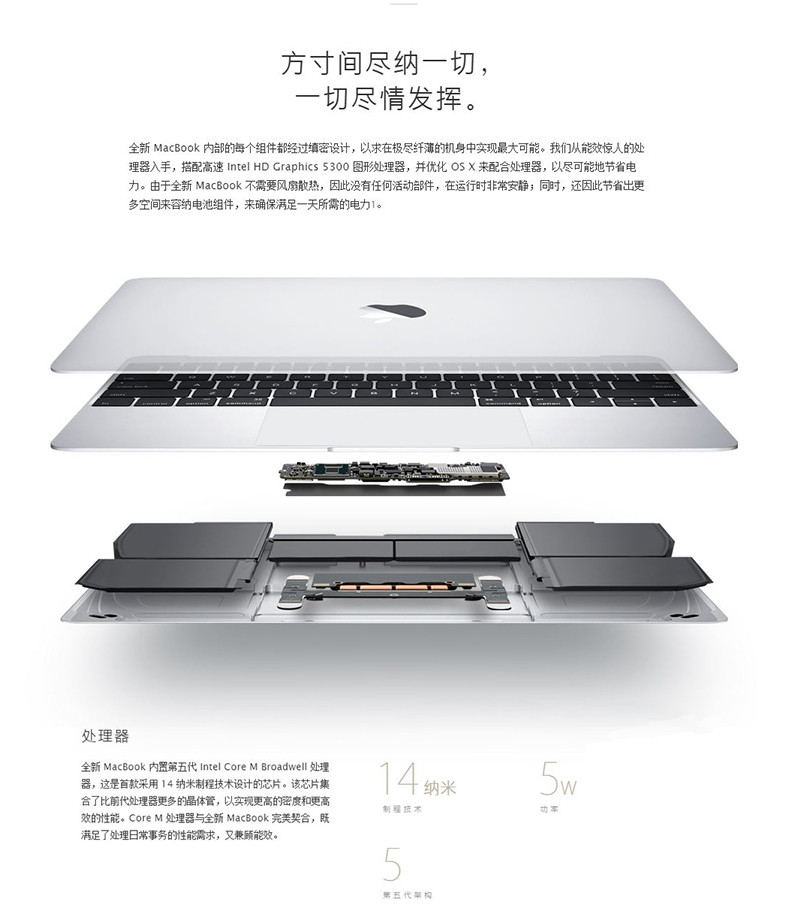 方寸间尽纳一切，
一切尽情发挥。
全新 MacBook 内部的每个组件都经过缜密设计，以求在极尽纤薄的机身中实现最大可能。我们从能效惊人的处
理器入手，搭配高速 Intel HD Graphics 5300 图形处理器，并优化 OS X 来配合处理器，以尽可能地节省电
力。由于全新 MacBook 不需要风扇散热，因此没有任何活动部件，在运行时非常安静；同时，还因此节省出更
多空间来容纳电池组件，来确保满足一天所需的电力1。
处理器
全新 MacBook 内置第五代 Intel Core M Broadwell 处理
器，这是首款采用 14 纳米制程技术设计的芯片。该芯片集
合了比前代处理器更多的晶体管，以实现更高的密度和更高
效的性能。Core M 处理器与全新 MacBook 完美契合，既
满足了处理日常事务的性能需求，又兼顾能效。
14 纳米
制程技术
5W
功率
5
第五代架构